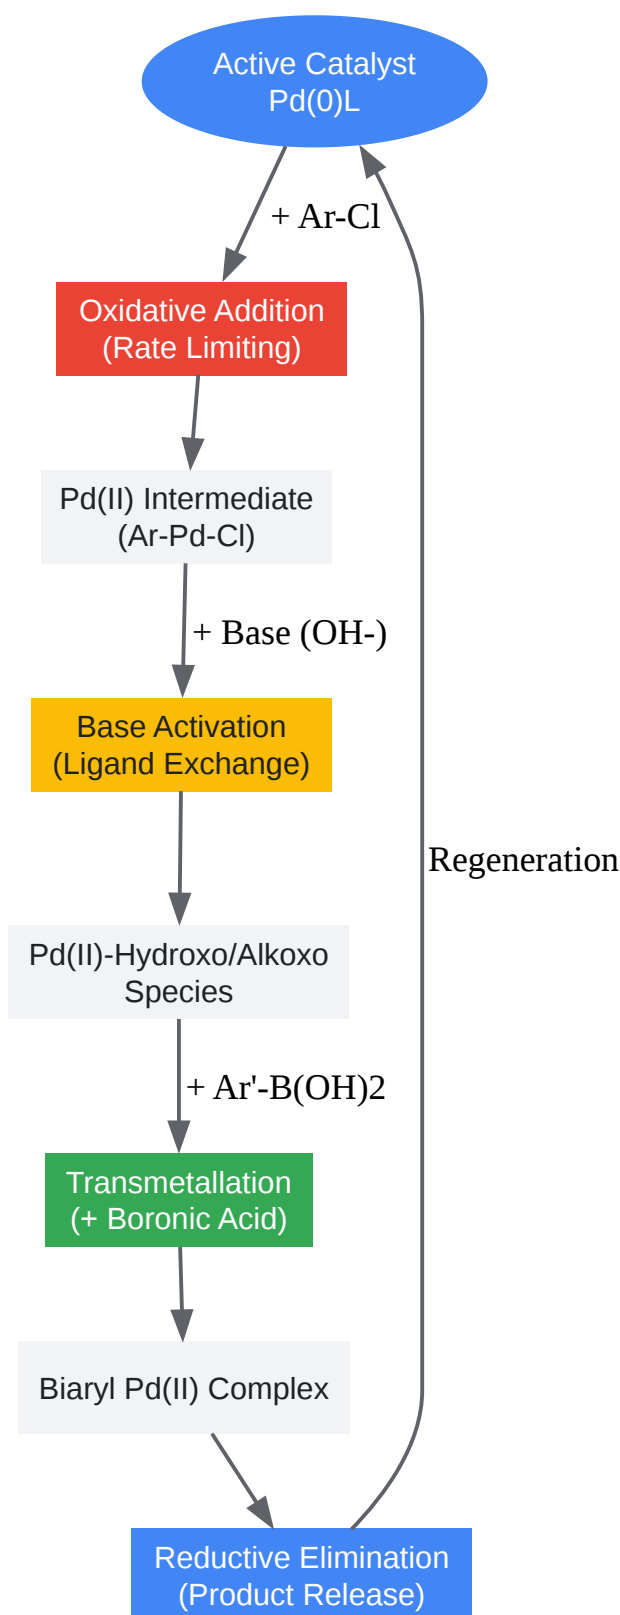 Active Catalyst
Pd(0)L
+ Ar-Cl
Oxidative Addition
(Rate Limiting)
Pd(II) Intermediate
(Ar-Pd-Cl)
+ Base (OH-)
Base Activation
(Ligand Exchange)
Regeneration
Pd(II)-Hydroxo/Alkoxo
Species
+ Ar'-B(OH)2
Transmetallation
(+ Boronic Acid)
Biaryl Pd(II) Complex
Reductive Elimination
(Product Release)